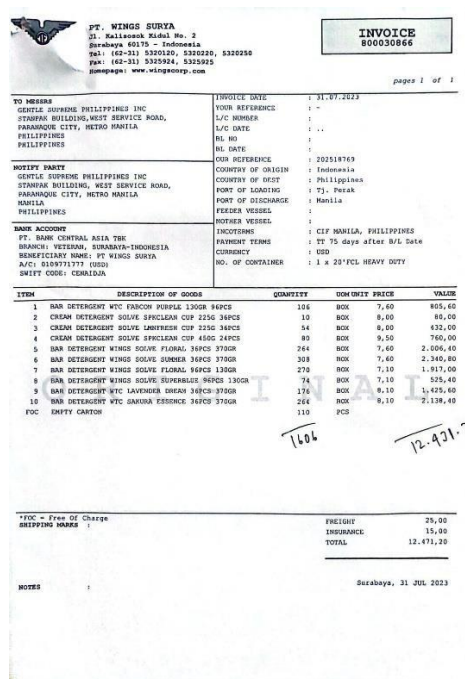 PT. WINGS SURYA
Jl. Kalisosok Kidul No. 2
Surabaya 60175 - Indonesia
Tel: (62-31) 5320120, 5320220, 5320250
Fax: (62-31) 5325924, 5325925
Homepage: www.wingscorp.com
INVOICE
800030866
pages 1 of 1
TO MESSRS
GENTLE SUPREME PHILIPPINES INC
STANPAK BUILDING,WEST SERVICE ROAD,
PARANAQUE CITY, METRO MANILA
PHILIPPINES
PHILIPPINES
NOTIFY PARTY
GENTLE SUPREME PHILIPPINES INC
STANPAK BUILDING, WEST SERVICE ROAD,
PARANAQUE CITY, METRO MANILA
MANILA
PHILIPPINES
BANK ACCOUNT
PT. BANK CENTRAL ASIA TBK
BRANCH: VETERAN, SURABAYA-INDONESIA
BENEFICIARY NAME: PT WINGS SURYA
A/C: 0109771777 (USD)
SWIFT CODE: CENAIDJA
INVOICE DATE : 31.07.2023
YOUR REFERENCE : -
L/C NUMBER :
L/C DATE : ..
BL NO :
BL DATE :
OUR REFERENCE : 202518769
COUNTRY OF ORIGIN : Indonesia
COUNTRY OF DEST : Philippines
PORT OF LOADING : Tj. Perak
PORT OF DISCHARGE : Manila
FEEDER VESSEL :
MOTHER VESSEL :
INCOTERMS : CIF MANILA, PHILIPPINES
PAYMENT TERMS : TT 75 days after B/L Date
CURRENCY : USD
NO. OF CONTAINER : 1 x 20'FCL HEAVY DUTY
ITEM DESCRIPTION OF GOODS QUANTITY UOM UNIT PRICE VALUE
1 BAR DETERGENT WTC FABCON PURPLE 130GR 96PCS 106 BOX 7,60 805,60
2 CREAM DETERGENT SOLVE SPKCLEAN CUP 225G 36PCS 10 BOX 8,00 80,00
3 CREAM DETERGENT SOLVE LMNFRESH CUP 225G 36PCS 54 BOX 8,00 432,00
4 CREAM DETERGENT SOLVE SPKCLEAN CUP 450G 24PCS 80 BOX 9,50 760,00
5 BAR DETERGENT WINGS SOLVE FLORAL 36PCS 370GR 264 BOX 7,60 2.006,40
6 BAR DETERGENT WINGS SOLVE SUMMER 36PCS 370GR 308 BOX 7,60 2.340,80
7 BAR DETERGENT WINGS SOLVE FLORAL 96PCS 130GR 270 BOX 7,10 1.917,00
8 BAR DETERGENT WINGS SOLVE SUPERBLUE 96PCS 130GR 74 BOX 7,10 525,40
9 BAR DETERGENT WTC LAVENDER DREAM 36PCS 370GR 176 BOX 8,10 1.425,60
10 BAR DETERGENT WTC SAKURA ESSENCE 36PCS 370GR 264 BOX 8,10 2.138,40
FOC EMPTY CARTON 110 PCS
ORIGINAL
1606
*FOC = Free Of Charge
SHIPPING MARKS :
FREIGHT 25,00
INSURANCE 15,00
TOTAL 12.471,20
Surabaya, 31 JUL 2023
NOTES :